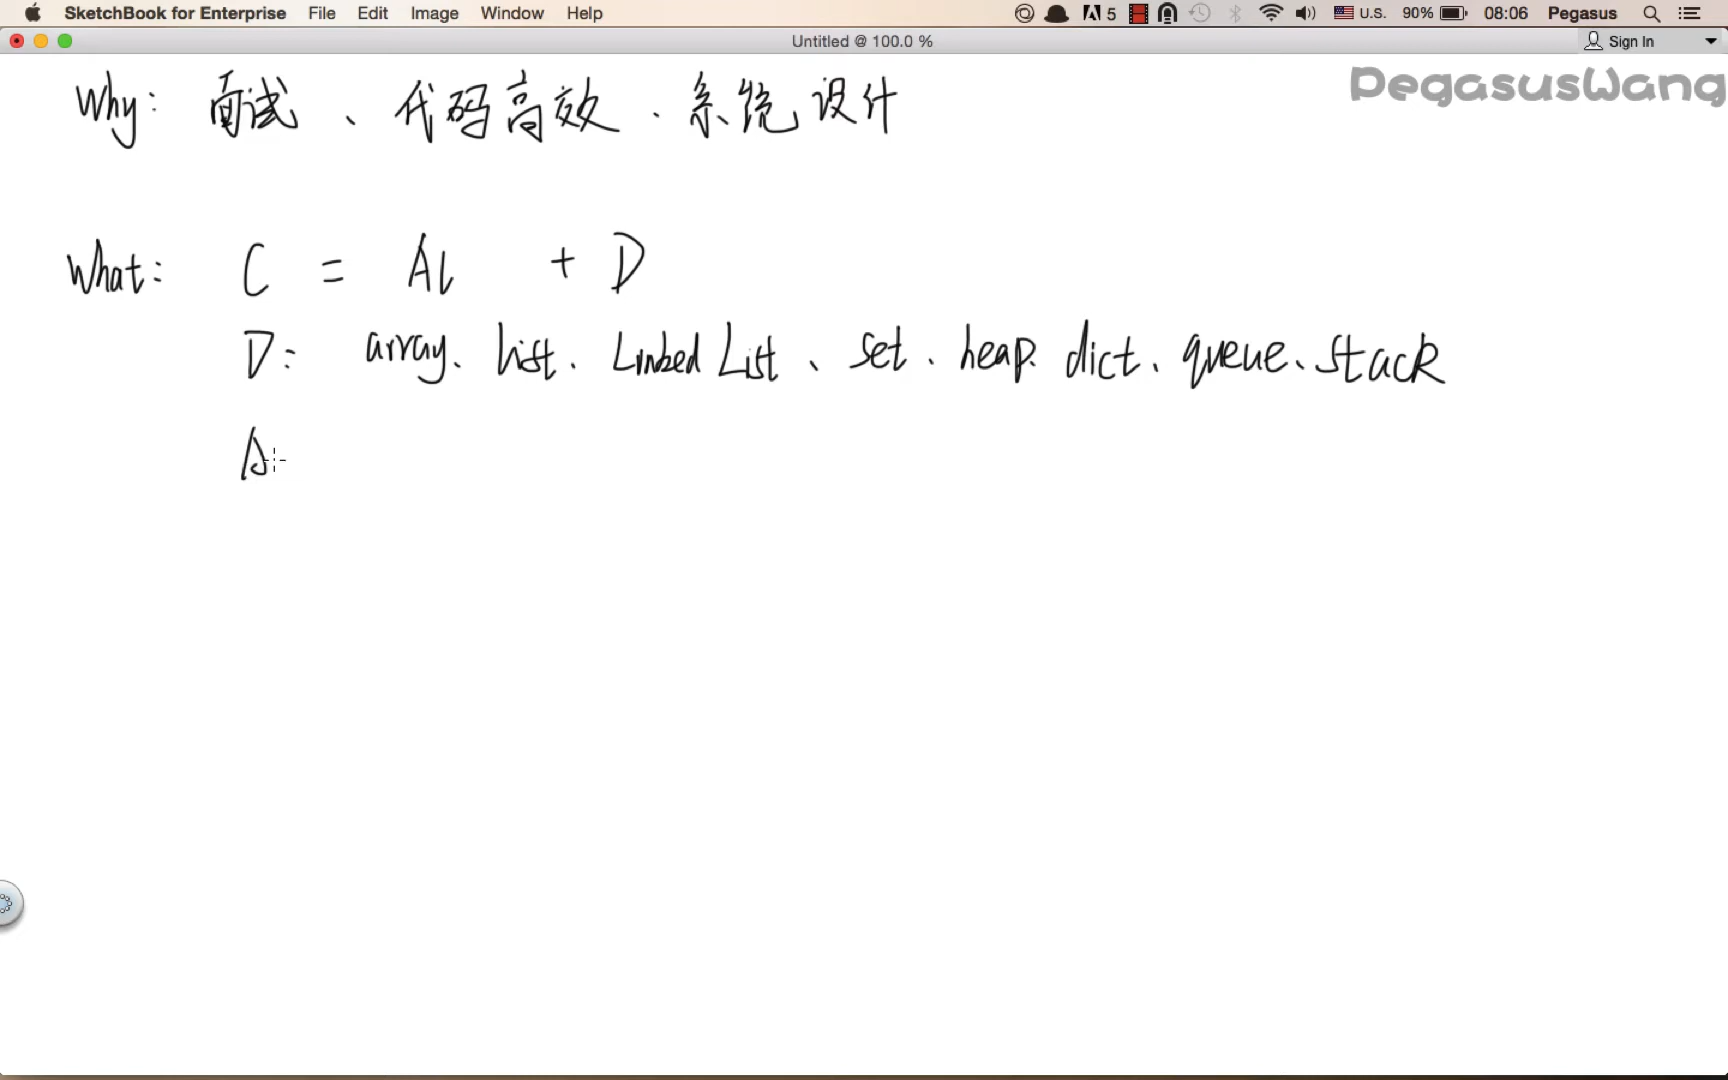 SketchBook for Enterprise File Edit Image Window Help 5 U.S. 90% 08:06 Pegasus
Untitled @ 100.0 % Sign In
PegasusWang
Why: 面试、代码高效、系统设计
What: C = AL + D
D: array、list、Linked List、set、heap、dict、queue、stack
A